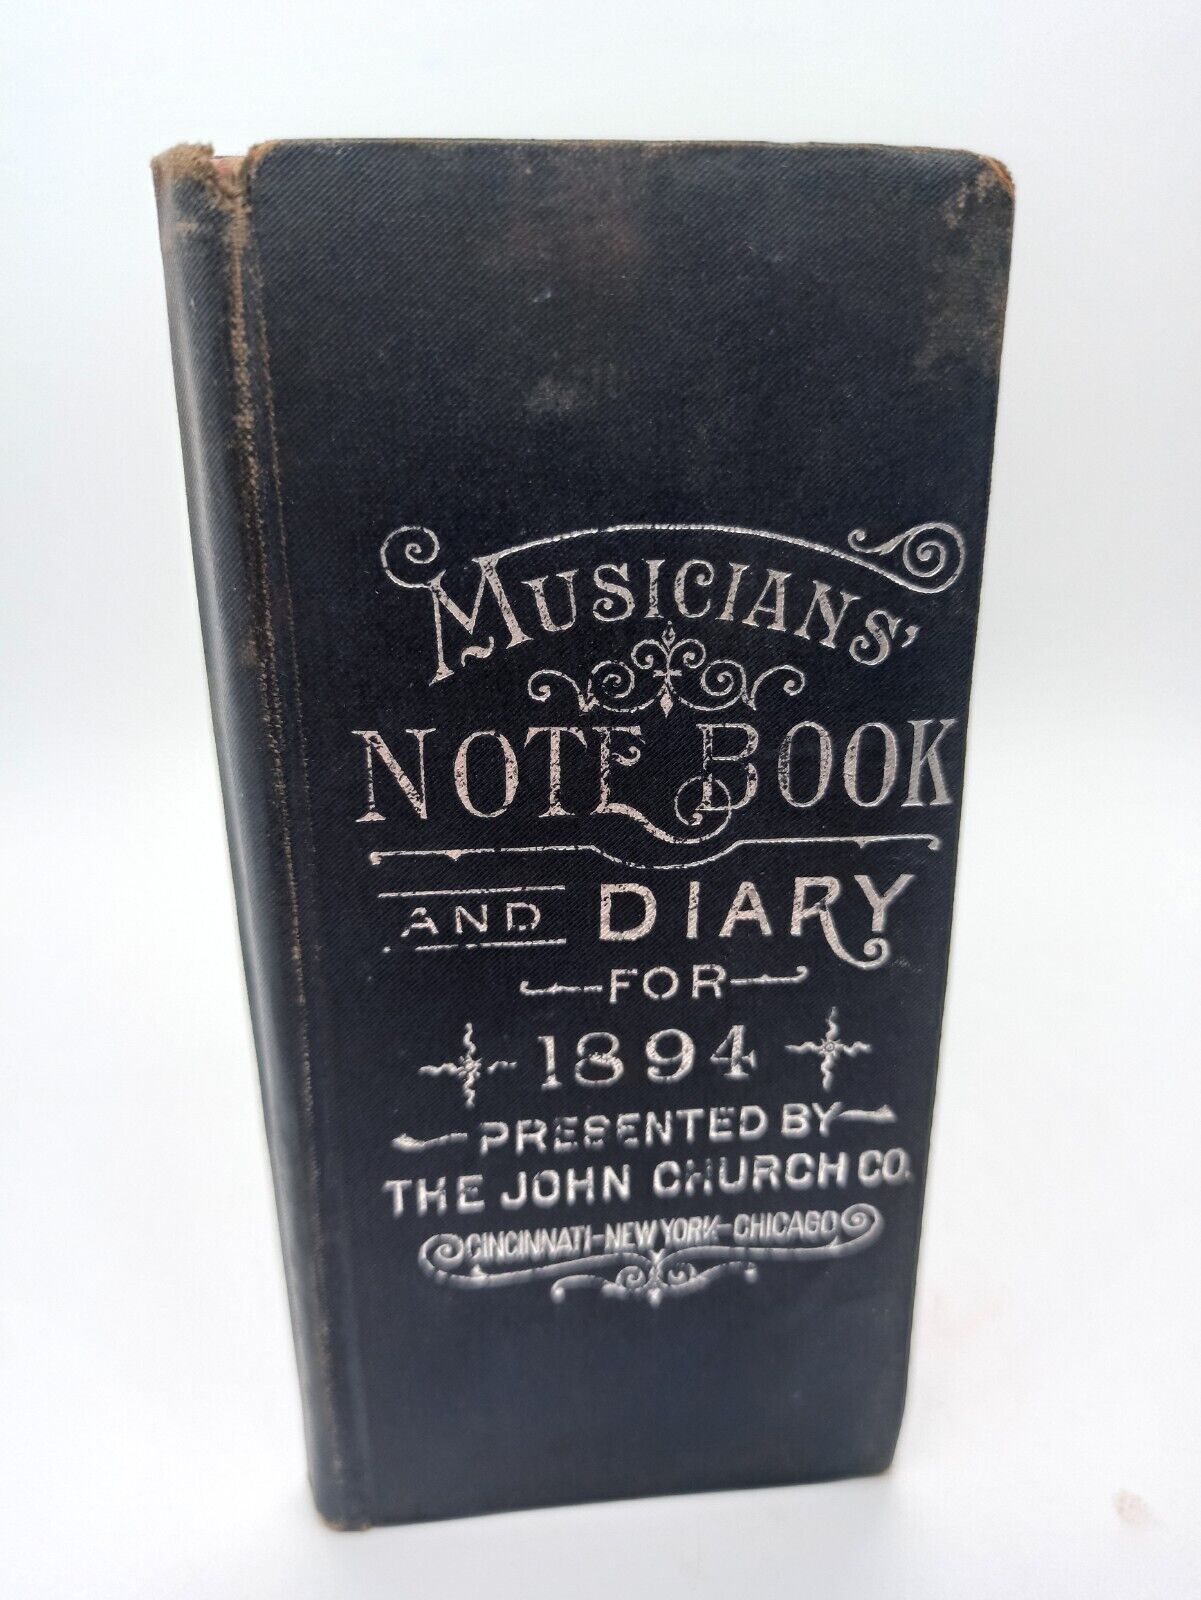 MUSICIANS'
NOTE BOOK
AND DIARY
FOR
1894
PRESENTED BY
THE JOHN CHURCH CO.
CINCINNATI-NEW YORK-CHICAGO